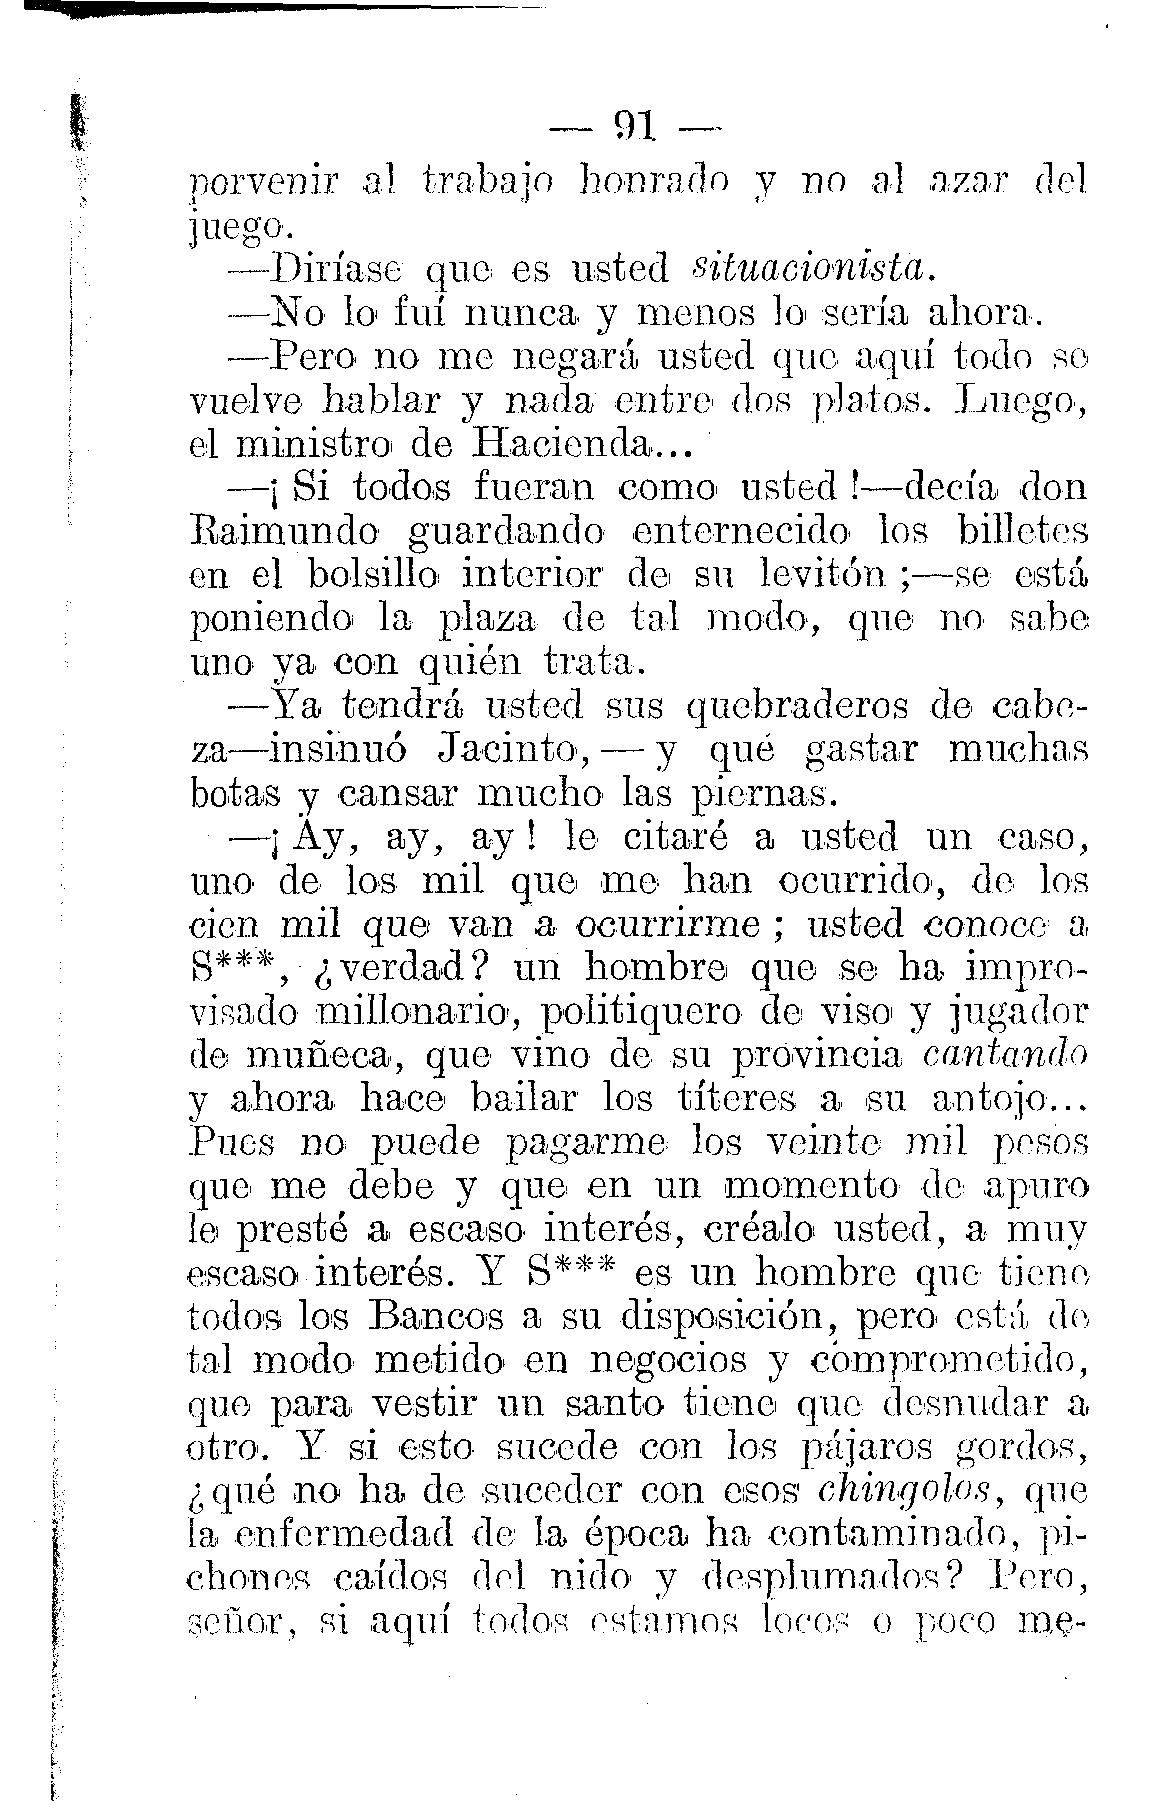 — 91 —
porvenir al trabajo honrado y no al azar del
juego.
—Diríase que es usted situacionista.
—No lo fuí nunca y menos lo sería ahora.
—Pero no me negará usted que aquí todo se
vuelve hablar y nada entre dos platos. Luego,
el ministro de Hacienda...
—¡ Si todos fueran como usted !—decía don
Raimundo guardando enternecido los billetes
en el bolsillo interior de su levitón ;—se está
poniendo la plaza de tal modo, que no sabe
uno ya con quién trata.
—Ya tendrá usted sus quebraderos de cabe-
za—insinuó Jacinto, — y qué gastar muchas
botas y cansar mucho las piernas.
—¡ Ay, ay, ay ! le citaré a usted un caso,
uno de los mil que me han ocurrido, de los
cien mil que van a ocurrirme ; usted conoce a
S***, ¿verdad? un hombre que se ha impro-
visado millonario, politiquero de viso y jugador
de muñeca, que vino de su provincia cantando
y ahora hace bailar los títeres a su antojo...
Pues no puede pagarme los veinte mil pesos
que me debe y que en un momento de apuro
le presté a escaso interés, créalo usted, a muy
escaso interés. Y S*** es un hombre que tiene
todos los Bancos a su disposición, pero está de
tal modo metido en negocios y comprometido,
que para vestir un santo tiene que desnudar a
otro. Y si esto sucede con los pájaros gordos,
¿qué no ha de suceder con esos chingolos, que
la enfermedad de la época ha contaminado, pi-
chones caídos del nido y desplumados? Pero,
señor, si aquí todos estamos locos o poco me-